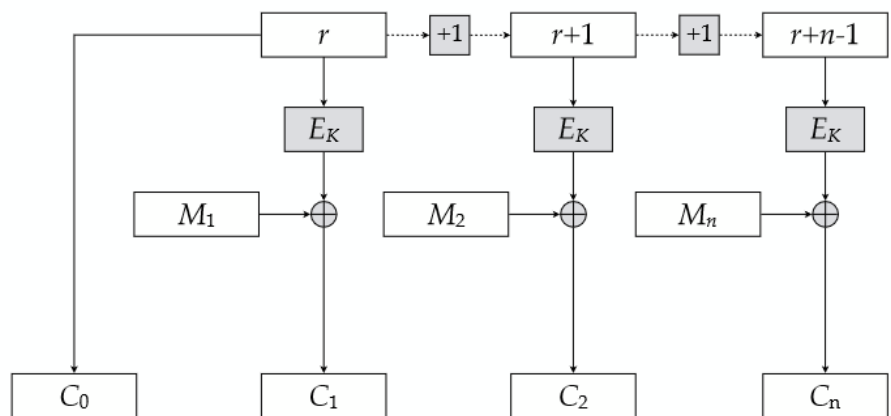 r +1 r+1 +1 r+n-1
E_K E_K E_K
M_1 M_2 M_n
C_0 C_1 C_2 C_n